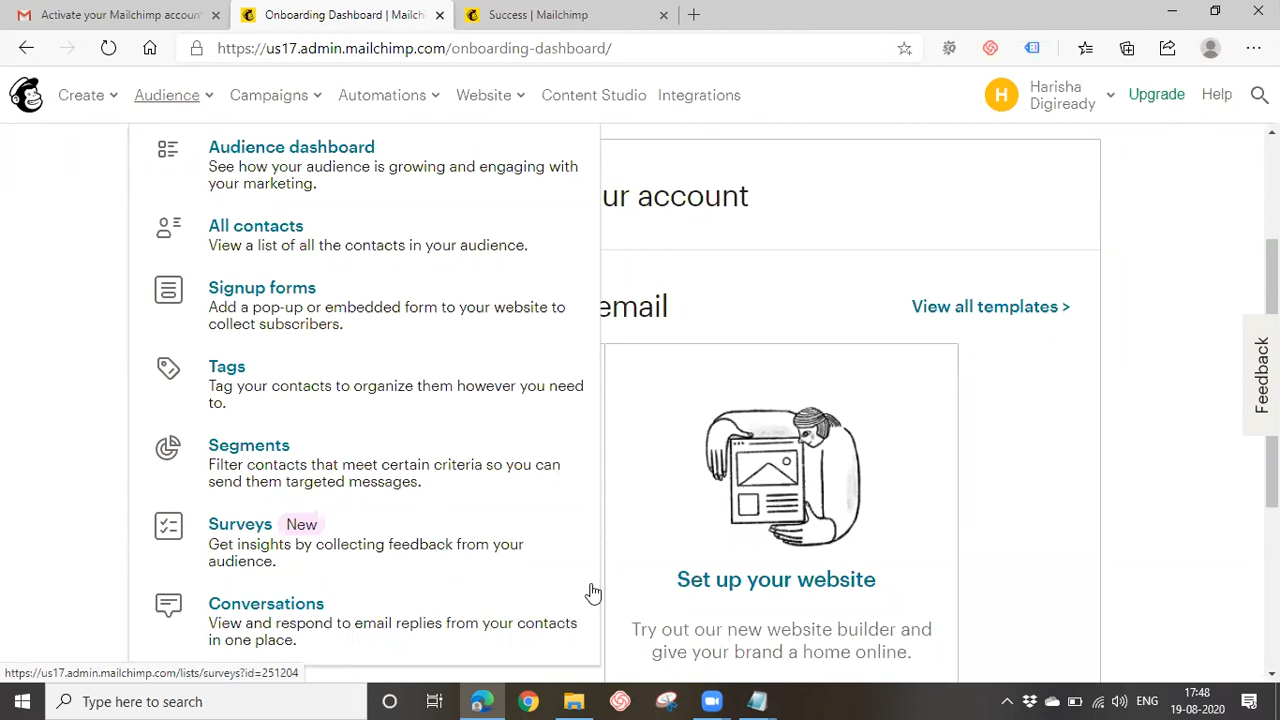 Activate your Mailchimp accoun
Onboarding Dashboard | Mailch
Success | Mailchimp
https://us17.admin.mailchimp.com/onboarding-dashboard/
Create
Audience
Campaigns
Automations
Website
Content Studio
Integrations
H
Harisha
Digiready
Upgrade
Help
Audience dashboard
See how your audience is growing and engaging with
your marketing.
All contacts
View a list of all the contacts in your audience.
Signup forms
Add a pop-up or embedded form to your website to
collect subscribers.
Tags
Tag your contacts to organize them however you need
to.
Segments
Filter contacts that meet certain criteria so you can
send them targeted messages.
Surveys New
Get insights by collecting feedback from your
audience.
Conversations
View and respond to email replies from your contacts
in one place.
ur account
email
View all templates >
Set up your website
Try out our new website builder and
give your brand a home online.
Feedback
https://us17.admin.mailchimp.com/lists/surveys?id=251204
Type here to search
ENG
17:48
19-08-2020